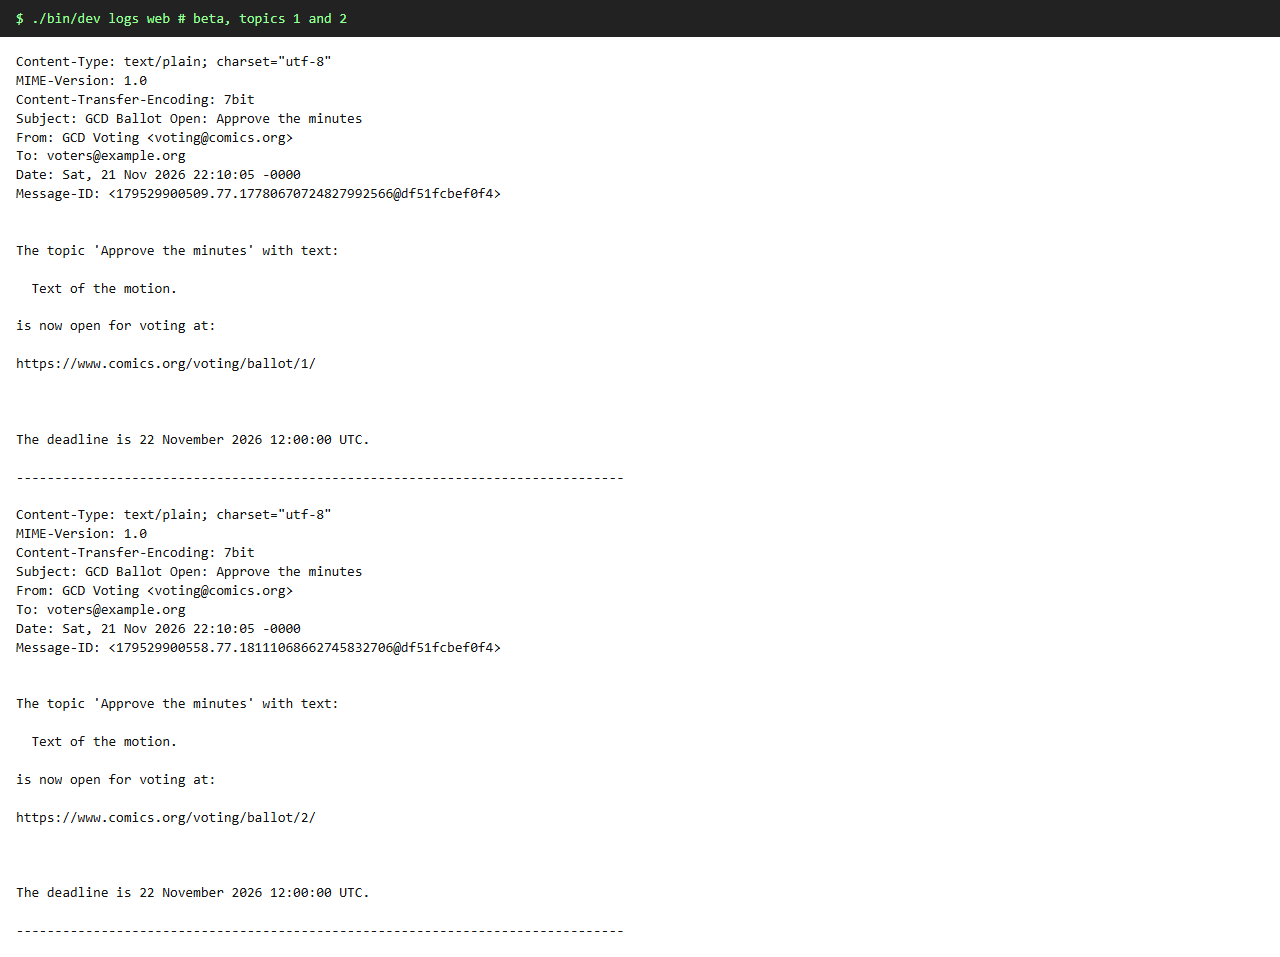 $ ./bin/dev logs web # beta, topics 1 and 2
Content-Type: text/plain; charset="utf-8"
MIME-Version: 1.0
Content-Transfer-Encoding: 7bit
Subject: GCD Ballot Open: Approve the minutes
From: GCD Voting <voting@comics.org>
To: voters@example.org
Date: Sat, 21 Nov 2026 22:10:05 -0000
Message-ID: <179529900509.77.17780670724827992566@df51fcbef0f4>
The topic 'Approve the minutes' with text:
Text of the motion.
is now open for voting at:
https://www.comics.org/voting/ballot/1/
The deadline is 22 November 2026 12:00:00 UTC.
-------------------------------------------------------------------------------
Content-Type: text/plain; charset="utf-8"
MIME-Version: 1.0
Content-Transfer-Encoding: 7bit
Subject: GCD Ballot Open: Approve the minutes
From: GCD Voting <voting@comics.org>
To: voters@example.org
Date: Sat, 21 Nov 2026 22:10:05 -0000
Message-ID: <179529900558.77.18111068662745832706@df51fcbef0f4>
The topic 'Approve the minutes' with text:
Text of the motion.
is now open for voting at:
https://www.comics.org/voting/ballot/2/
The deadline is 22 November 2026 12:00:00 UTC.
-------------------------------------------------------------------------------